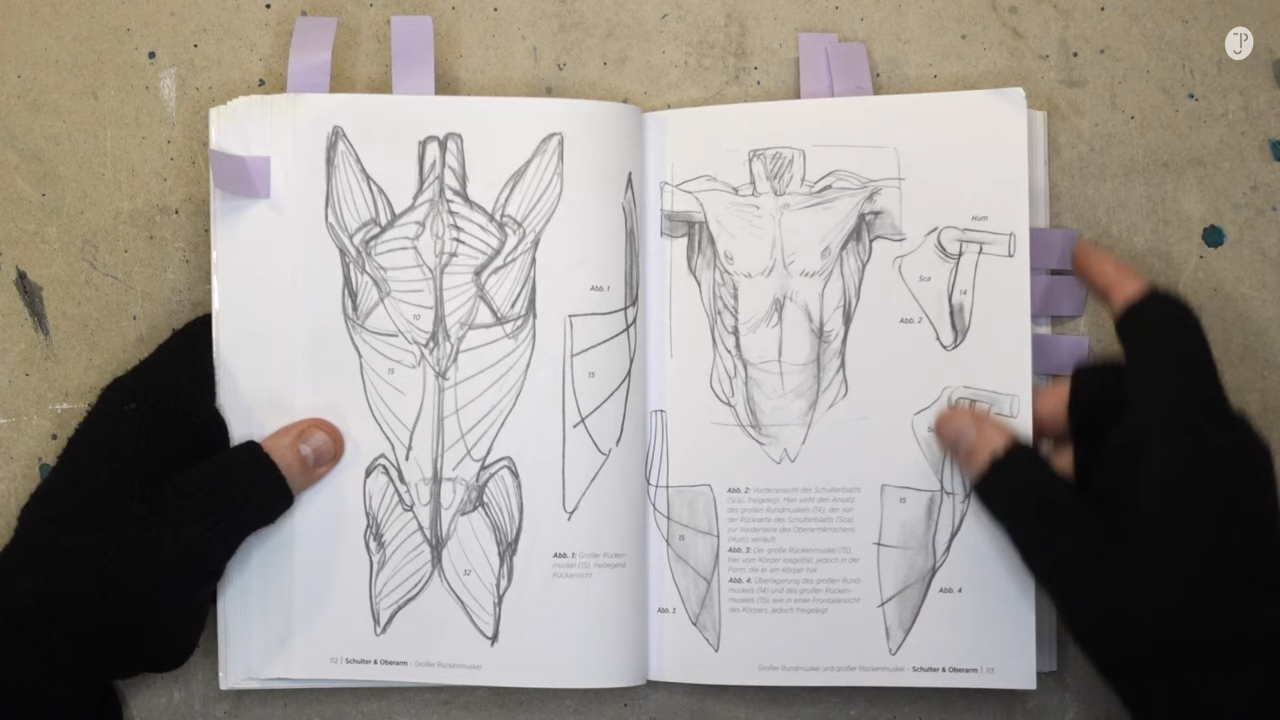 10
15
Abb. 1
15
32
Abb. 1: Großer Rücken-
muskel (15), freiliegend,
Rückansicht
112 | Schulter & Oberarm – Großer Rückenmuskel
Hum
Sca
14
Abb. 2
15
Abb. 3
Abb. 2: Vorderansicht des Schulterblatts
(Sca), freigelegt. Man sieht den Ansatz
des großen Rundmuskels (14), der von
der Rückseite des Schulterblatts (Sca)
zur Vorderseite des Oberarmknochens
(Hum) verläuft
Abb. 3: Der große Rückenmuskel (15),
hier vom Körper losgelöst, jedoch in der
Form, die er am Körper hat
Abb. 4: Überlagerung des großen Rund-
muskels (14) und des großen Rücken-
muskels (15), wie in einer Frontalansicht
des Körpers, jedoch freigelegt
15
Abb. 4
Großer Rundmuskel und großer Rückenmuskel – Schulter & Oberarm | 113